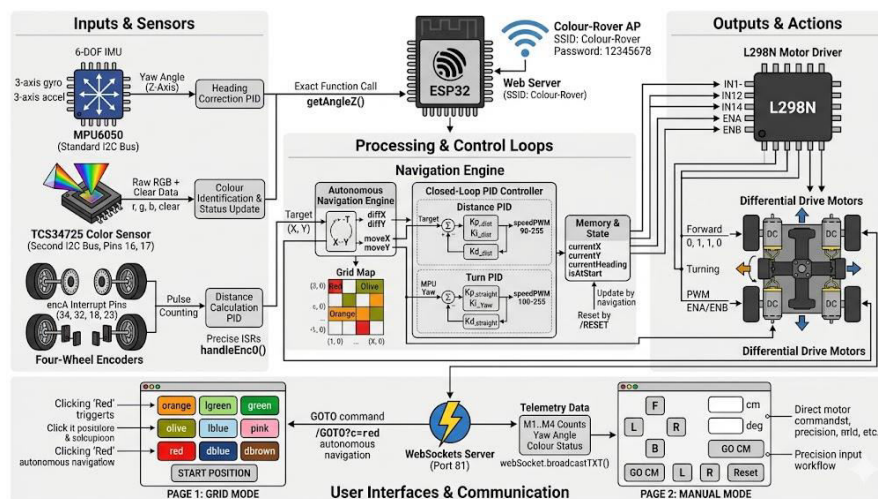 Inputs & Sensors
6-DOF IMU
3-axis gyro
3-axis accel
MPU6050
(Standard I2C Bus)
Yaw Angle
(Z-Axis)
Heading
Correction PID
Exact Function Call
getAngleZ()
Raw RGB +
Clear Data
r, g, b, clear
Colour
Identification &
Status Update
TCS34725 Color Sensor
(Second I2C Bus, Pins 16, 17)
encA Interrupt Pins
(34, 32, 18, 23)
Four-Wheel Encoders
Pulse
Counting
Distance
Calculation
PID
Precise ISRs
handleEnc0()
Target
(X, Y)
ESP32
Colour-Rover AP
SSID: Colour-Rover
Password: 12345678
Web Server
(SSID: Colour-Rover)
Processing & Control Loops
Navigation Engine
Autonomous
Navigation Engine
T
X
Y
diffX
diffY
moveX
moveY
Grid Map
(3, 0)
Red
Olive
...
Orange
-1, 0)
(1, 0)
...
(X, 0)
Closed-Loop PID Controller
Distance PID
Target
Σ
Kp_dist
Ki_dist
Kd_dist
speedPWM
90-255
Turn PID
MPU
Yaw
Σ
Kp_straight
Ki_Yaw
Kd_straight
speedPWM
100-255
Memory &
State
currentX
currentY
currentHeading
isAtStart
Update by
navigation
Reset by
/RESET
Outputs & Actions
L298N Motor Driver
IN1-
IN12
IN14
ENA
ENB
L298N
Differential Drive Motors
Forward
0, 1, 1, 0
Turning
PWM
ENA/ENB
DC
DC
DC
DC
Differential Drive Motors
Clicking 'Red'
triggerts
Click it positulore
& solcupioon
Clicking 'Red'
autonomous navigatiow
orange
lgreen
green
olive
lblue
pink
red
dblue
dbrown
START POSITION
PAGE 1: GRID MODE
GOTO command
/GOTO?c=red
autonomous
navigation
WebSockets Server
(Port 81)
Telemetry Data
M1..M4 Counts
Yaw Angle
Colour Status
webSocket.broadcastTXT()
F
L
R
B
cm
deg
GO CM
GO CM
L
R
Reset
PAGE 2: MANUAL MODE
Direct motor
commandst,
precision, rrld, etc.
Precision input
workflow
User Interfaces & Communication